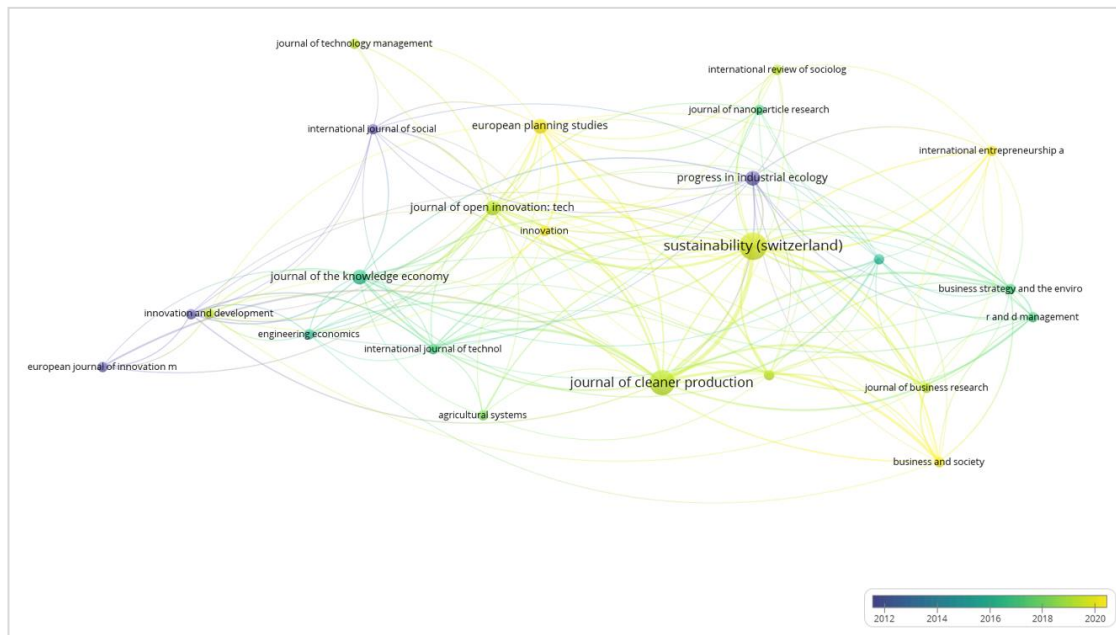 journal of technology management
international review of sociolog
journal of nanoparticle research
international journal of social
european planning studies
international entrepreneurship a
progress in industrial ecology
journal of open innovation: tech
innovation
sustainability (switzerland)
journal of the knowledge economy
business strategy and the enviro
innovation and development
r and d management
engineering economics
international journal of technol
european journal of innovation m
journal of cleaner production
journal of business research
agricultural systems
business and society
2012 2014 2016 2018 2020